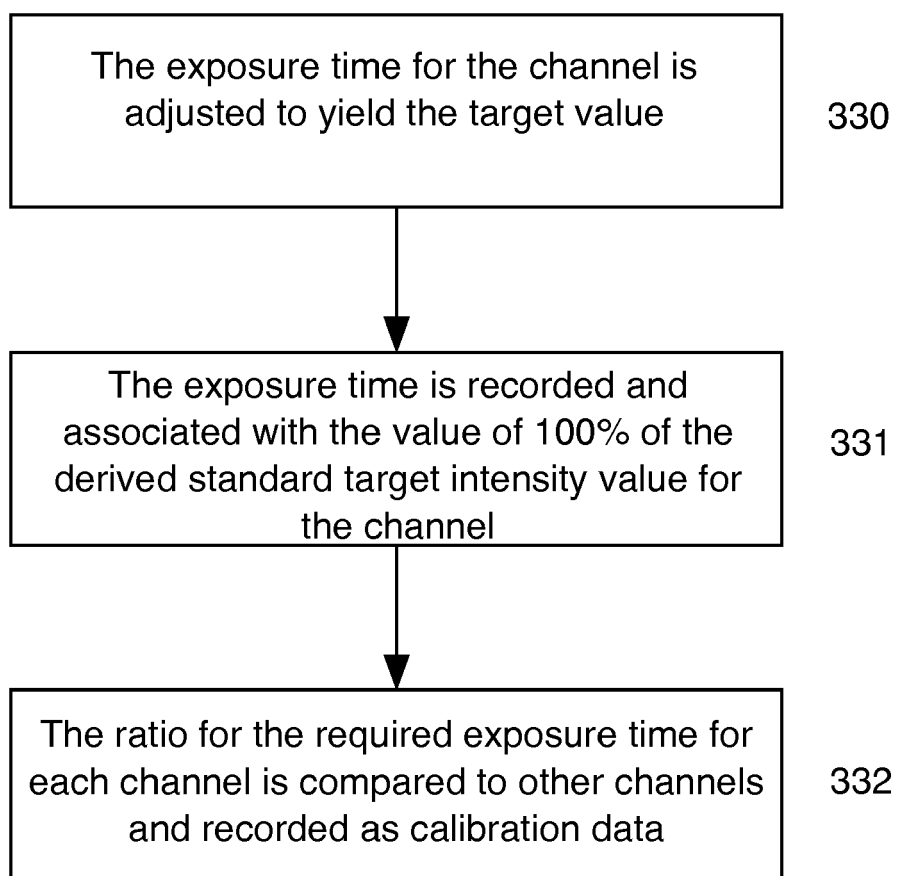 The exposure time for the channel is
adjusted to yield the target value
330
The exposure time is recorded and
associated with the value of 100% of the
derived standard target intensity value for
the channel
331
The ratio for the required exposure time for
each channel is compared to other channels
and recorded as calibration data
332